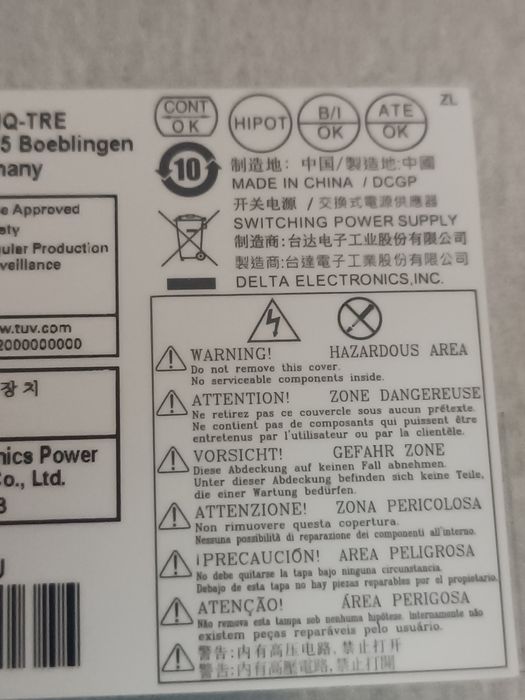 IQ-TRE
5 Boeblingen
many
e Approved
ety
ular Production
veillance
w.tuv.com
2000000000
장 치
nics Power
Co., Ltd.
3
CONT
OK
HIPOT
B/I
OK
ATE
OK
ZL
10
制造地: 中国/製造地:中國
MADE IN CHINA / DCGP
开关电源 / 交換式電源供應器
SWITCHING POWER SUPPLY
制造商:台达电子工业股份有限公司
製造商:台達電子工業股份有限公司
DELTA ELECTRONICS,INC.
WARNING! HAZARDOUS AREA
Do not remove this cover.
No serviceable components inside.
ATTENTION! ZONE DANGEREUSE
Ne retirez pas ce couvercle sous aucun prétexte.
Ne contient pas de composants qui puissent être
entretenus par l'utilisateur ou par la clientèle.
VORSICHT! GEFAHR ZONE
Diese Abdeckung auf keinen Fall abnehmen.
Unter dieser Abdeckung befinden sich keine Teile,
die einer Wartung bedürfen.
ATTENZIONE! ZONA PERICOLOSA
Non rimuovere questa copertura.
Nessuna possibilità di reparazione dei componenti all'interno.
¡PRECAUCIÓN! AREA PELIGROSA
No debe quitarse la tapa bajo ninguna circunstancia.
Debajo de esta tapa no hay piezas reparables por el propietario.
ATENÇÃO! ÁREA PERIGOSA
Não remova esta tampa sob nenhuma hipótese. Internamente não
existem peças reparáveis pelo usuário.
警告:内有高压电路,禁止打开
警告:内有高壓電路,禁止打開